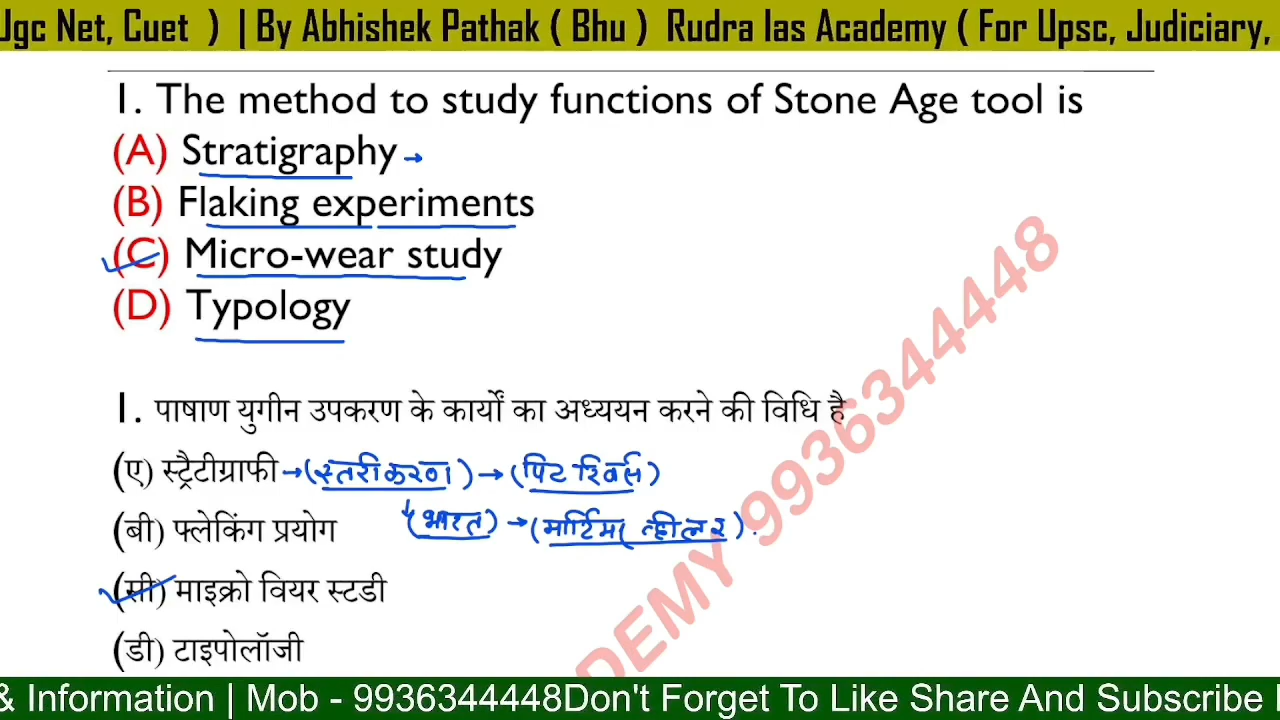 Jgc Net, Cuet ) | By Abhishek Pathak ( Bhu ) Rudra Ias Academy ( For Upsc, Judiciary,
1. The method to study functions of Stone Age tool is
(A) Stratigraphy →
(B) Flaking experiments
(C) Micro-wear study
(D) Typology
1. पाषाण युगीन उपकरण के कार्यों का अध्ययन करने की विधि है
(ए) स्ट्रैटीग्राफी → (स्तरीकरण) → (पिट रिवर्स)
(भारत) → (मार्टिमर व्हीलर)
(बी) फ्लेकिंग प्रयोग
(सी) माइक्रो वियर स्टडी
(डी) टाइपोलॉजी
DEMY 9936344448
& Information | Mob - 9936344448Don't Forget To Like Share And Subscribe